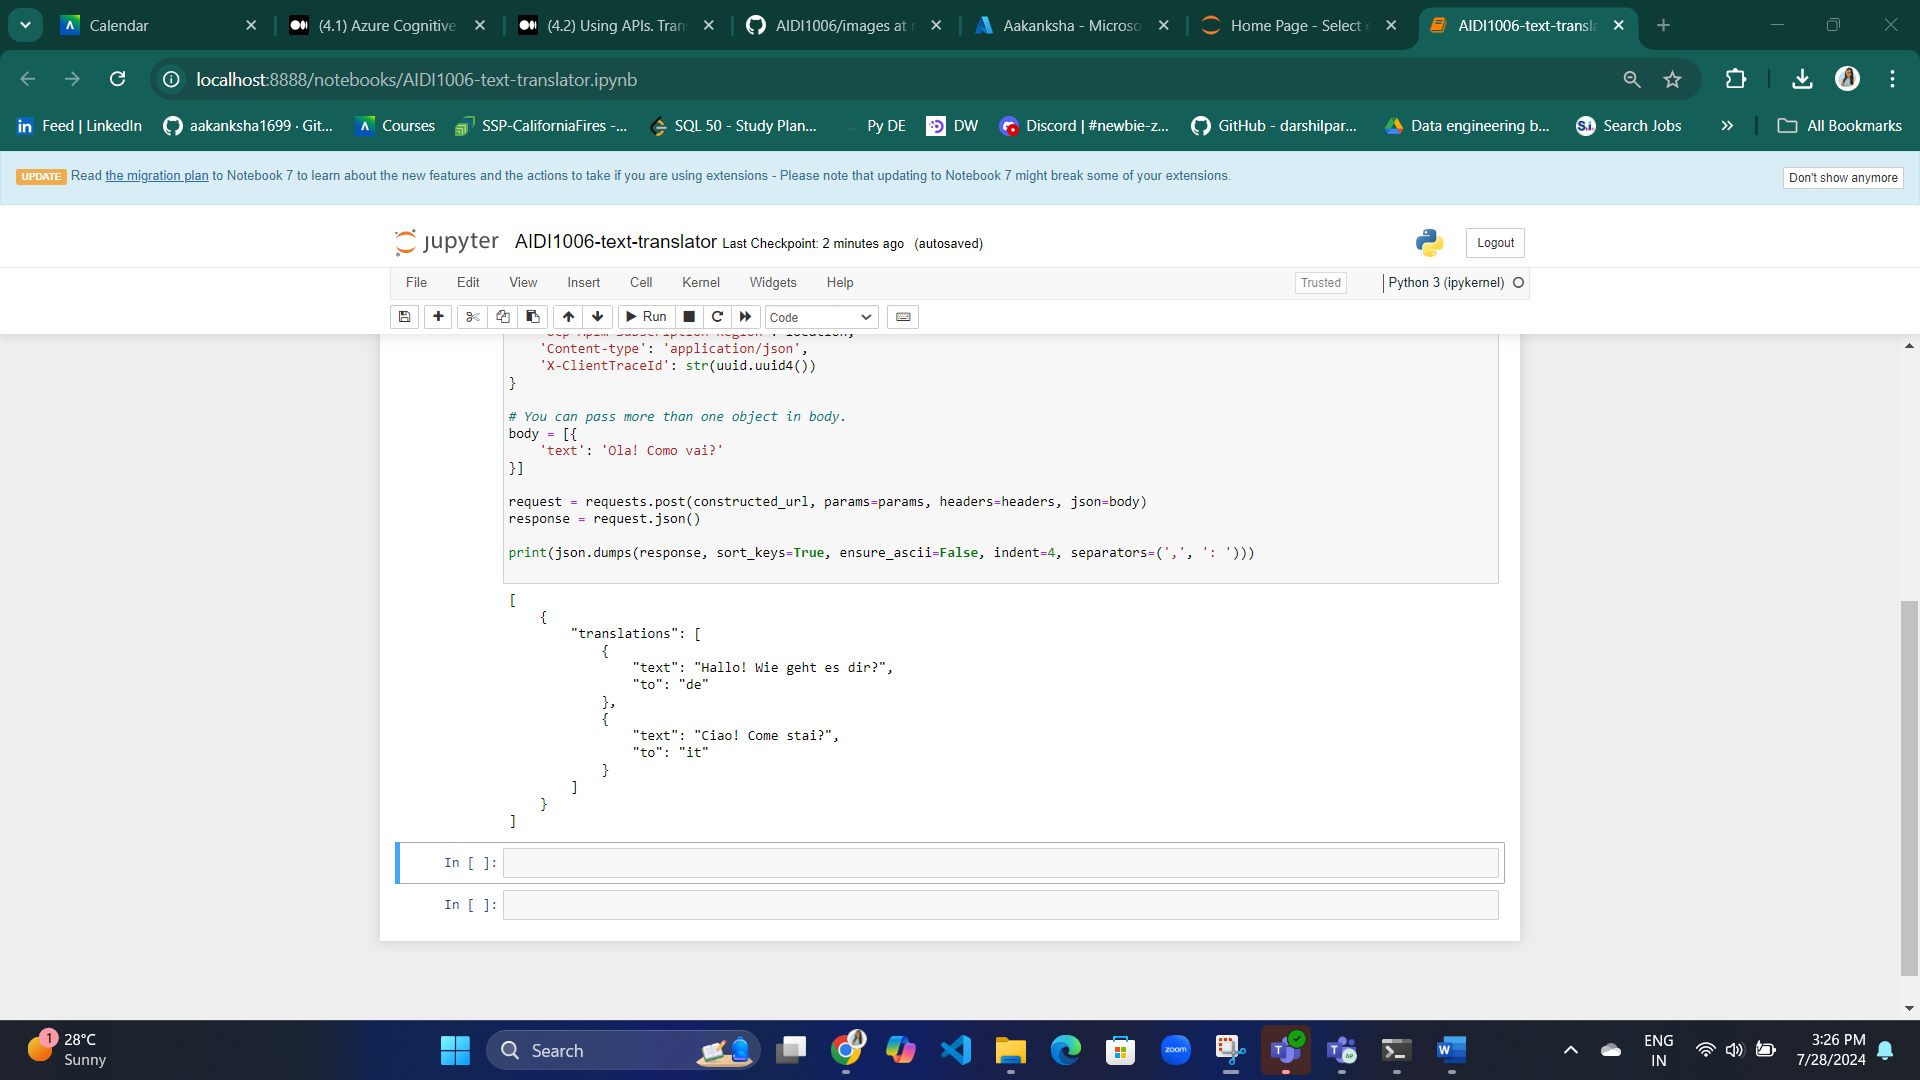 Calendar
(4.1) Azure Cognitive
(4.2) Using APIs. Tran
AIDI1006/images at
Aakanksha - Microso
Home Page - Select
AIDI1006-text-transla
localhost:8888/notebooks/AIDI1006-text-translator.ipynb
Feed | LinkedIn
aakanksha1699 · Git...
Courses
SSP-CaliforniaFires -...
SQL 50 - Study Plan...
Py DE
DW
Discord | #newbie-z...
GitHub - darshilpar...
Data engineering b...
Search Jobs
All Bookmarks
UPDATE Read the migration plan to Notebook 7 to learn about the new features and the actions to take if you are using extensions - Please note that updating to Notebook 7 might break some of your extensions.
Don't show anymore
jupyter AIDI1006-text-translator Last Checkpoint: 2 minutes ago (autosaved)
Logout
File Edit View Insert Cell Kernel Widgets Help
Trusted
Python 3 (ipykernel)
Run
Code
'Content-type': 'application/json',
'X-ClientTraceId': str(uuid.uuid4())
}
# You can pass more than one object in body.
body = [{
'text': 'Ola! Como vai?'
}]
request = requests.post(constructed_url, params=params, headers=headers, json=body)
response = request.json()
print(json.dumps(response, sort_keys=True, ensure_ascii=False, indent=4, separators=(',', ': ')))
[
{
"translations": [
{
"text": "Hallo! Wie geht es dir?",
"to": "de"
},
{
"text": "Ciao! Come stai?",
"to": "it"
}
]
}
]
In [ ]:
In [ ]:
1
28°C
Sunny
Search
zoom
ENG
IN
3:26 PM
7/28/2024